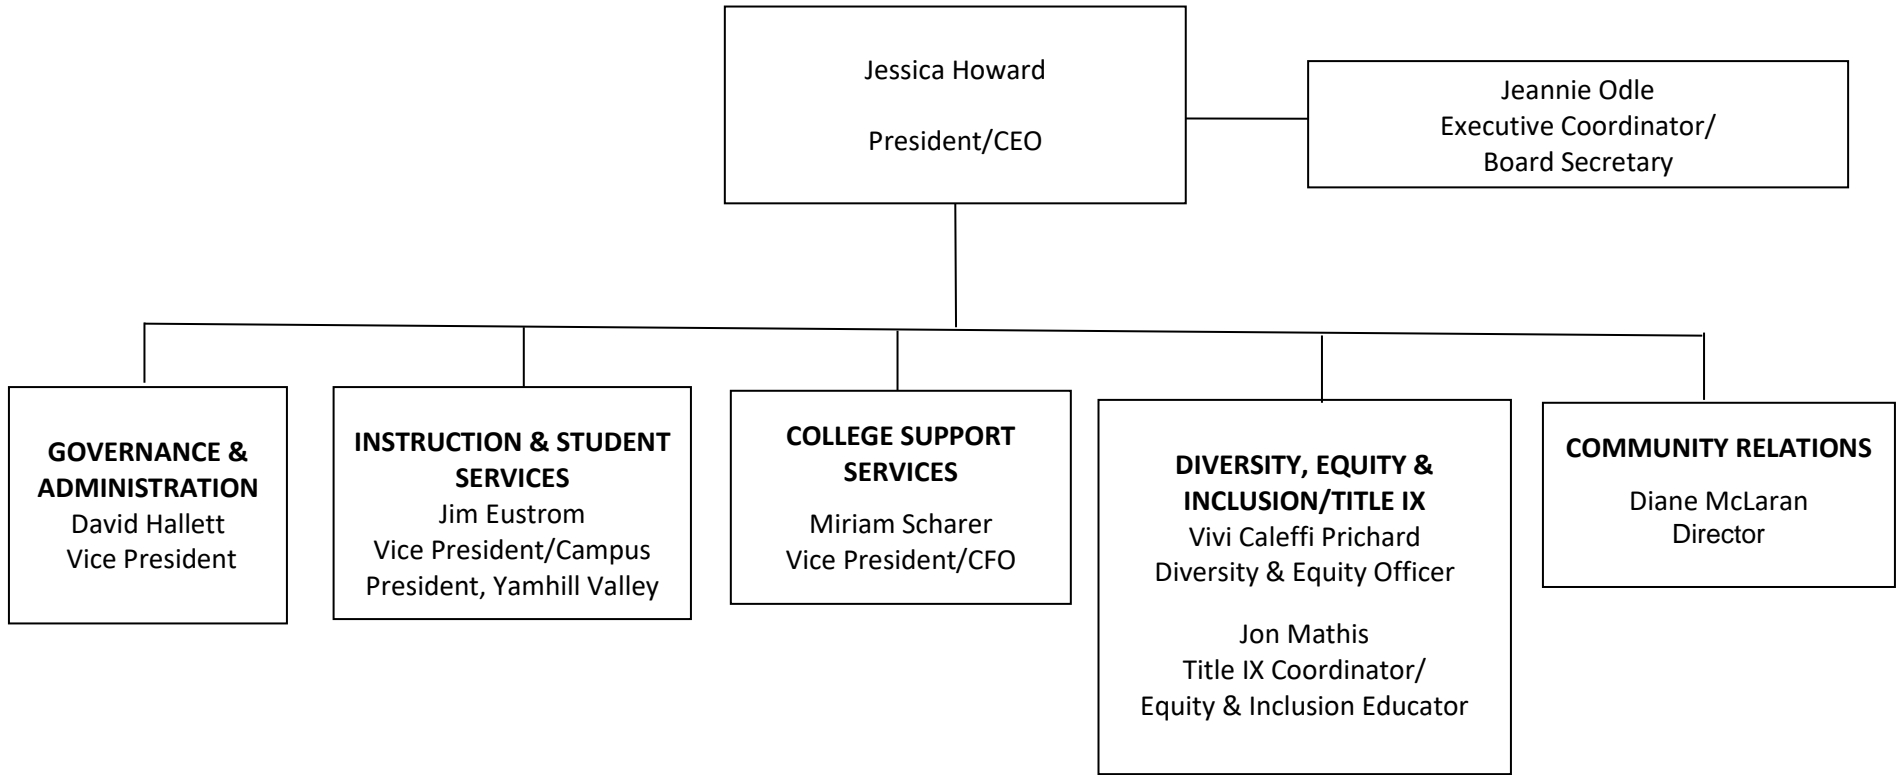 Jessica Howard
President/CEO
Jeannie Odle
Executive Coordinator/
Board Secretary
GOVERNANCE &
ADMINISTRATION
David Hallett
Vice President
INSTRUCTION & STUDENT
SERVICES
Jim Eustrom
Vice President/Campus
President, Yamhill Valley
COLLEGE SUPPORT
SERVICES
Miriam Scharer
Vice President/CFO
DIVERSITY, EQUITY &
INCLUSION/TITLE IX
Vivi Caleffi Prichard
Diversity & Equity Officer
Jon Mathis
Title IX Coordinator/
Equity & Inclusion Educator
COMMUNITY RELATIONS
Diane McLaran
Director